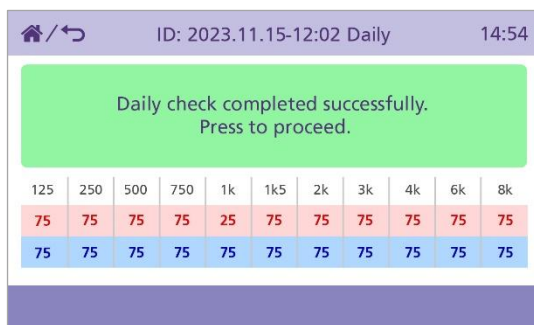 / ID: 2023.11.15-12:02 Daily 14:54
Daily check completed successfully.
Press to proceed.
125 250 500 750 1k 1k5 2k 3k 4k 6k 8k
75 75 75 75 25 75 75 75 75 75 75
75 75 75 75 75 75 75 75 75 75 75